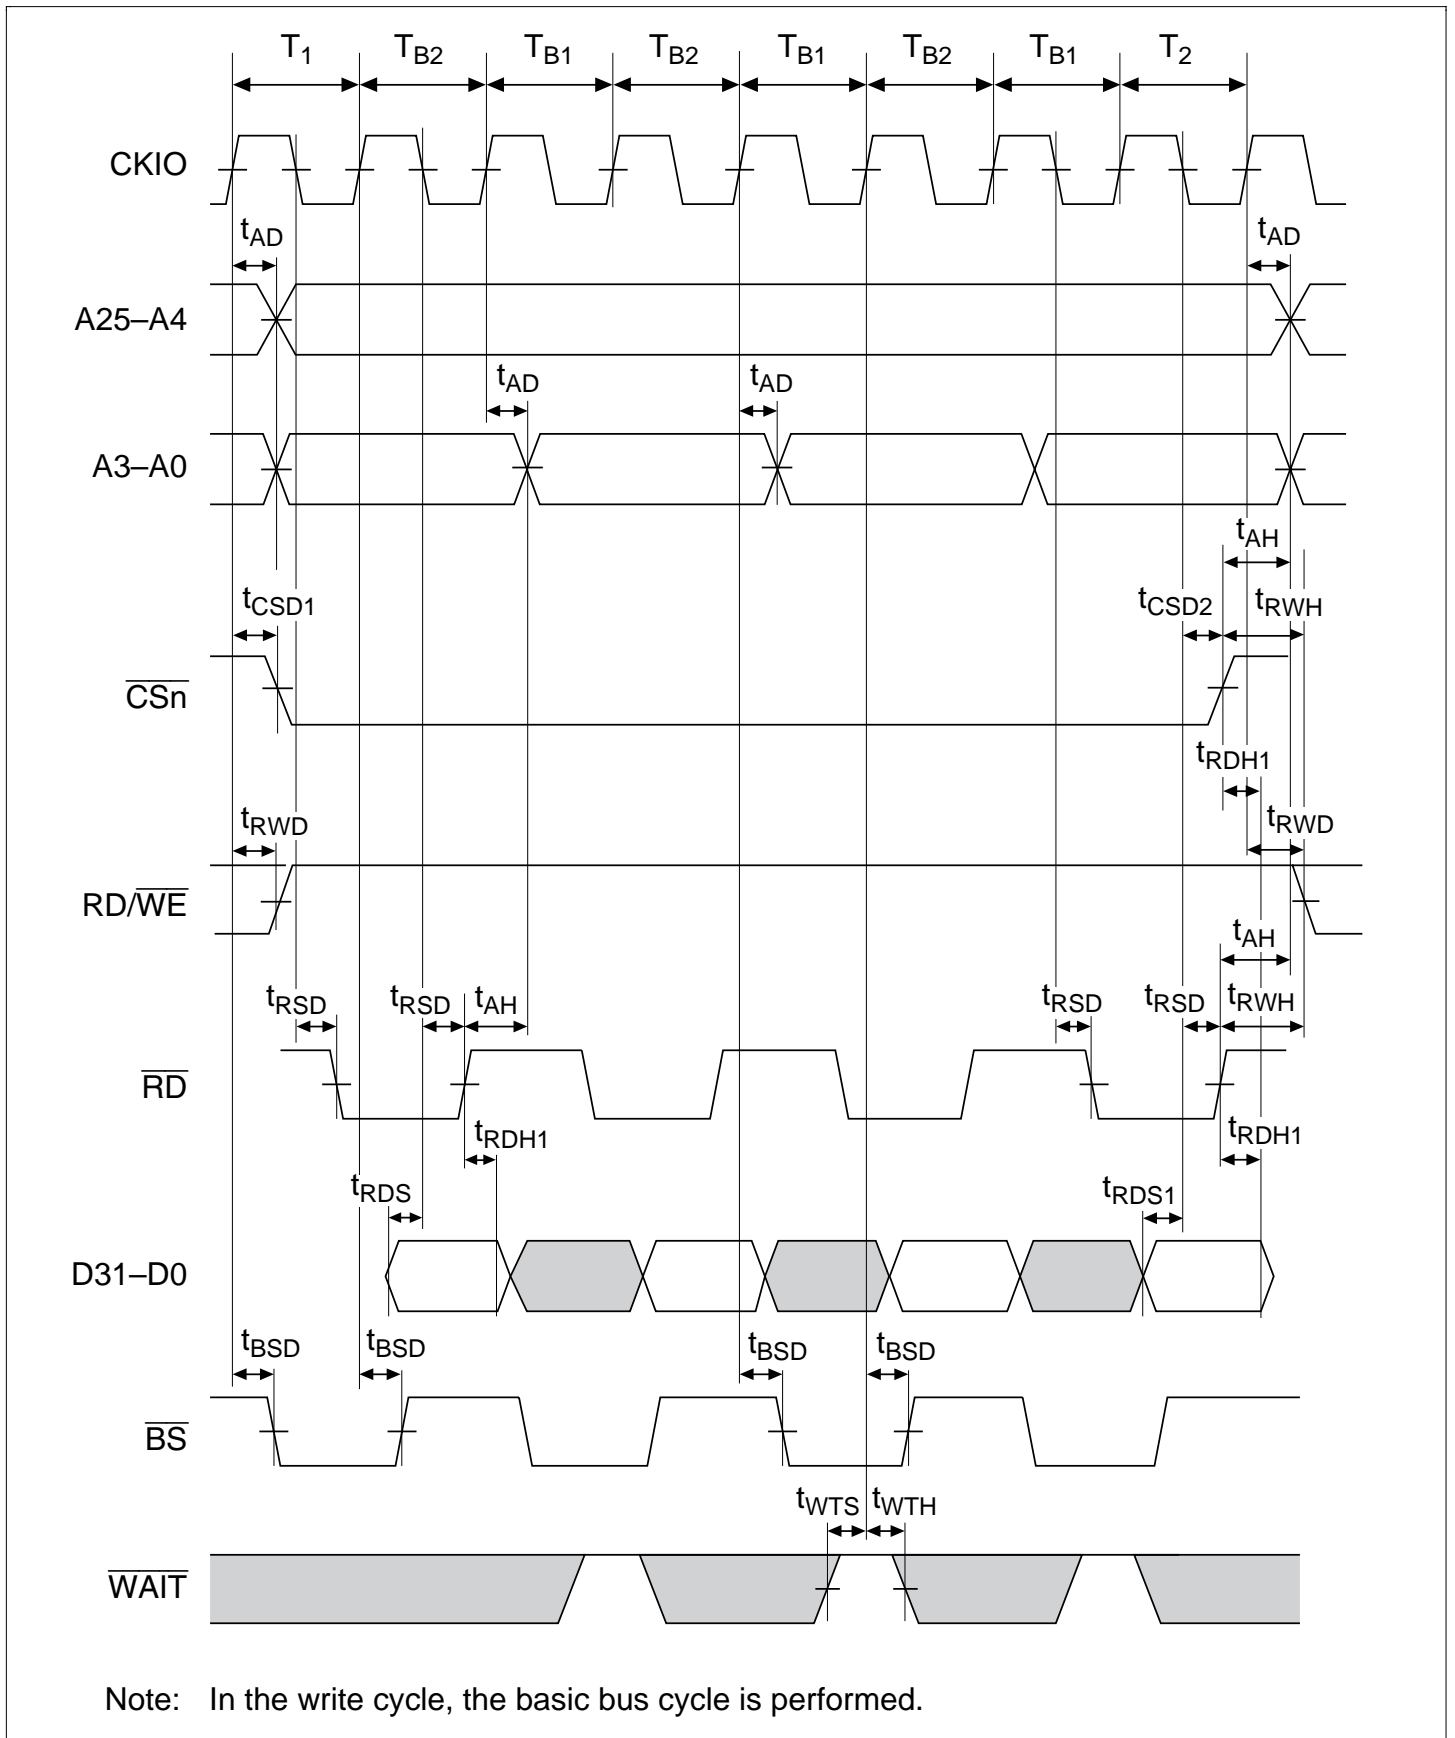 T1 TB2 TB1 TB2 TB1 TB2 TB1 T2
CKIO
tAD tAD
A25–A4
tAD tAD
A3–A0
tAH
tCSD1 tCSD2 tRWH
CSn
tRDH1
tRWD tRWD
RD/WE
tAH
tRSD tRSD tAH tRSD tRSD tRWH
RD
tRDH1 tRDH1
tRDS tRDS1
D31–D0
tBSD tBSD tBSD tBSD
BS
tWTS tWTH
WAIT
Note: In the write cycle, the basic bus cycle is performed.